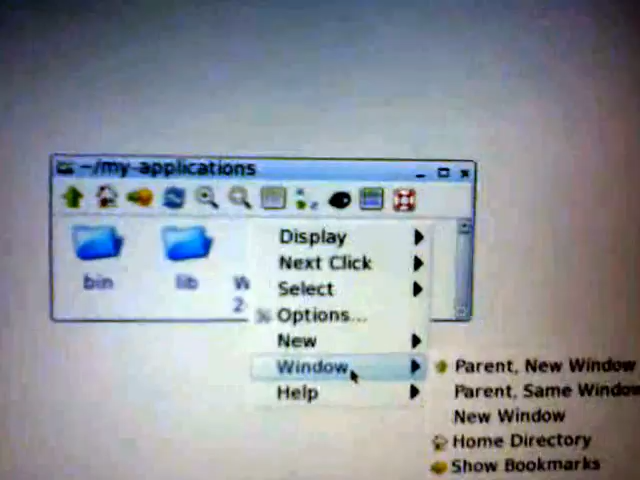 ~/my-applications
Display
Next Click
bin
lib
W
Select
2
Options...
New
Window
Parent, New Window
Help
Parent, Same Window
New Window
Home Directory
Show Bookmarks